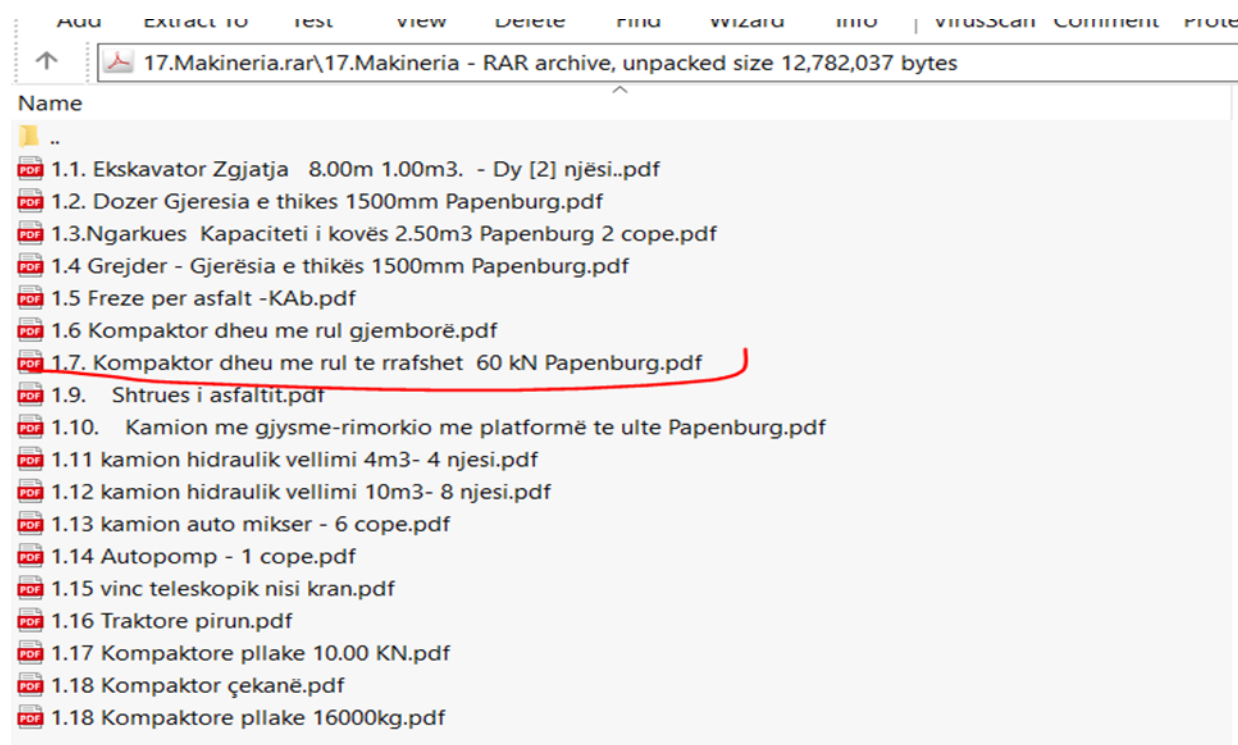 Add Extract To Test View Delete Find Wizard Info VirusScan Comment
17.Makineria.rar\17.Makineria - RAR archive, unpacked size 12,782,037 bytes
Name
..
1.1. Ekskavator Zgjatja 8.00m 1.00m3. - Dy [2] njësi..pdf
1.2. Dozer Gjeresia e thikes 1500mm Papenburg.pdf
1.3.Ngarkues Kapaciteti i kovës 2.50m3 Papenburg 2 cope.pdf
1.4 Grejder - Gjerësia e thikës 1500mm Papenburg.pdf
1.5 Freze per asfalt -KAb.pdf
1.6 Kompaktor dheu me rul gjemborë.pdf
1.7. Kompaktor dheu me rul te rrafshet 60 kN Papenburg.pdf
1.9. Shtrues i asfaltit.pdf
1.10. Kamion me gjysme-rimorkio me platformë te ulte Papenburg.pdf
1.11 kamion hidraulik vellimi 4m3- 4 njesi.pdf
1.12 kamion hidraulik vellimi 10m3- 8 njesi.pdf
1.13 kamion auto mikser - 6 cope.pdf
1.14 Autopomp - 1 cope.pdf
1.15 vinc teleskopik nisi kran.pdf
1.16 Traktore pirun.pdf
1.17 Kompaktore pllake 10.00 KN.pdf
1.18 Kompaktor çekanë.pdf
1.18 Kompaktore pllake 16000kg.pdf